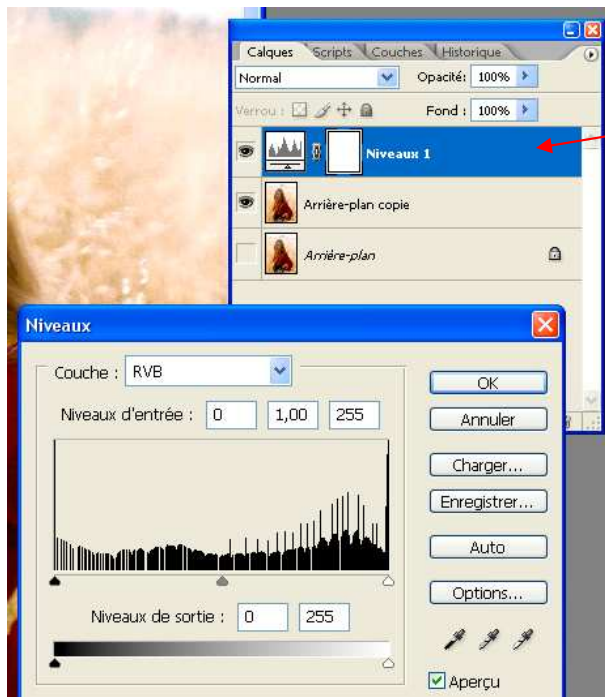 Calques Scripts Couches Historique
Normal Opacité: 100%
Verrou : Fond : 100%
Niveaux 1
Arrière-plan copie
Arrière-plan
Niveaux
Couche : RVB
OK
Niveaux d'entrée : 0 1,00 255
Annuler
Charger...
Enregistrer...
Auto
Options...
Niveaux de sortie : 0 255
Aperçu